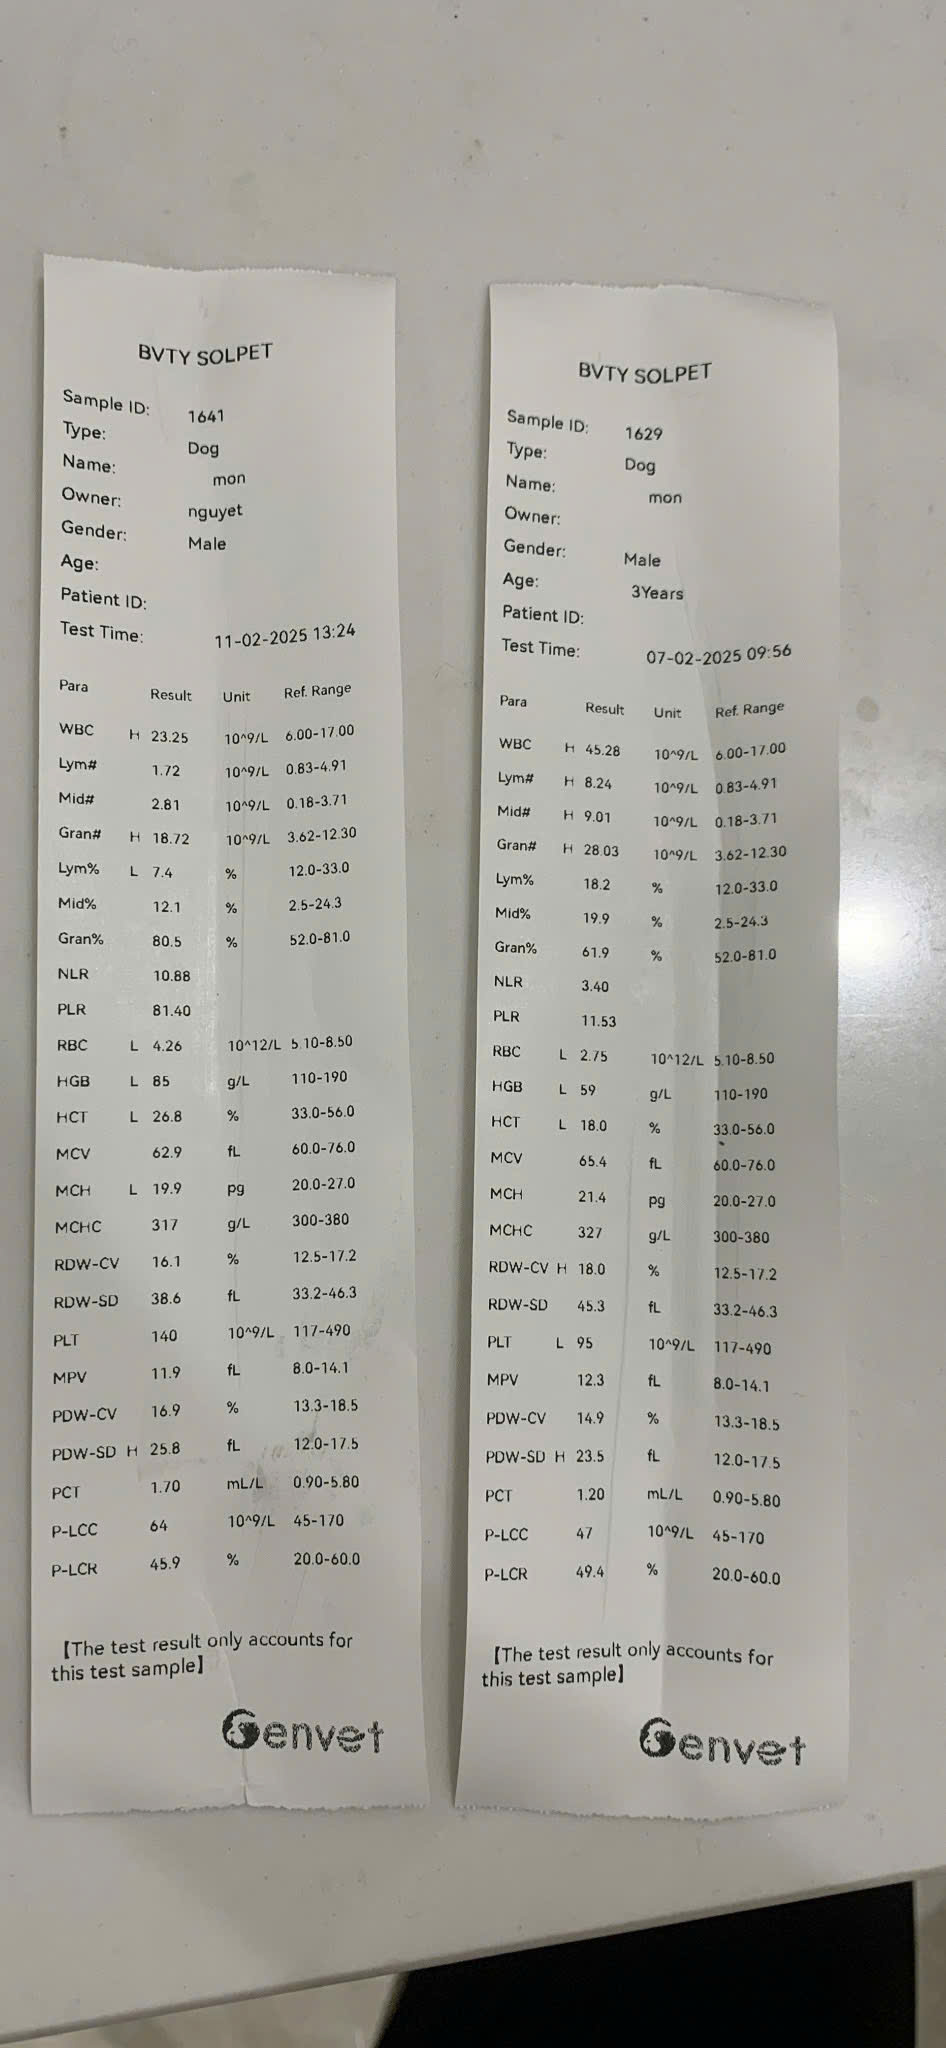 BVTY SOLPET
Sample ID: 1641
Type: Dog
Name: mon
Owner: nguyet
Gender: Male
Age:
Patient ID:
Test Time: 11-02-2025 13:24
Para Result Unit Ref. Range
WBC H 23.25 10^9/L 6.00-17.00
Lym# 1.72 10^9/L 0.83-4.91
Mid# 2.81 10^9/L 0.18-3.71
Gran# H 18.72 10^9/L 3.62-12.30
Lym% L 7.4 % 12.0-33.0
Mid% 12.1 % 2.5-24.3
Gran% 80.5 % 52.0-81.0
NLR 10.88
PLR 81.40
RBC L 4.26 10^12/L 5.10-8.50
HGB L 85 g/L 110-190
HCT L 26.8 % 33.0-56.0
MCV 62.9 fL 60.0-76.0
MCH L 19.9 pg 20.0-27.0
MCHC 317 g/L 300-380
RDW-CV 16.1 % 12.5-17.2
RDW-SD 38.6 fL 33.2-46.3
PLT 140 10^9/L 117-490
MPV 11.9 fL 8.0-14.1
PDW-CV 16.9 % 13.3-18.5
PDW-SD H 25.8 fL 12.0-17.5
PCT 1.70 mL/L 0.90-5.80
P-LCC 64 10^9/L 45-170
P-LCR 45.9 % 20.0-60.0
【The test result only accounts for
this test sample】
Genvet
BVTY SOLPET
Sample ID: 1629
Type: Dog
Name: mon
Owner:
Gender: Male
Age: 3Years
Patient ID:
Test Time: 07-02-2025 09:56
Para Result Unit Ref. Range
WBC H 45.28 10^9/L 6.00-17.00
Lym# H 8.24 10^9/L 0.83-4.91
Mid# H 9.01 10^9/L 0.18-3.71
Gran# H 28.03 10^9/L 3.62-12.30
Lym% 18.2 % 12.0-33.0
Mid% 19.9 % 2.5-24.3
Gran% 61.9 % 52.0-81.0
NLR 3.40
PLR 11.53
RBC L 2.75 10^12/L 5.10-8.50
HGB L 59 g/L 110-190
HCT L 18.0 % 33.0-56.0
MCV 65.4 fL 60.0-76.0
MCH 21.4 pg 20.0-27.0
MCHC 327 g/L 300-380
RDW-CV H 18.0 % 12.5-17.2
RDW-SD 45.3 fL 33.2-46.3
PLT L 95 10^9/L 117-490
MPV 12.3 fL 8.0-14.1
PDW-CV 14.9 % 13.3-18.5
PDW-SD H 23.5 fL 12.0-17.5
PCT 1.20 mL/L 0.90-5.80
P-LCC 47 10^9/L 45-170
P-LCR 49.4 % 20.0-60.0
【The test result only accounts for
this test sample】
Genvet